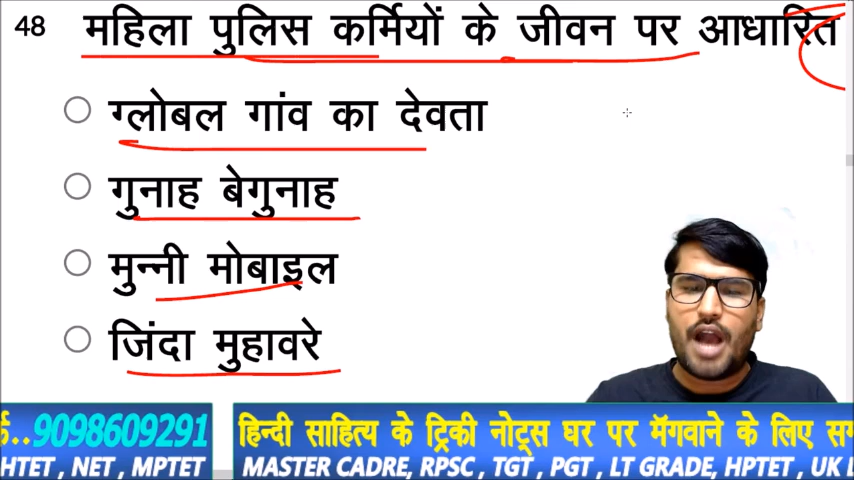 48 महिला पुलिस कर्मियों के जीवन पर आधारित
ग्लोबल गांव का देवता
गुनाह बेगुनाह
मुन्नी मोबाइल
जिंदा मुहावरे
..9098609291 हिन्दी साहित्य के ट्रिकी नोट्स घर पर मँगवाने के लिए
HTET , NET , MPTET MASTER CADRE, RPSC , TGT , PGT , LT GRADE, HPTET , UK